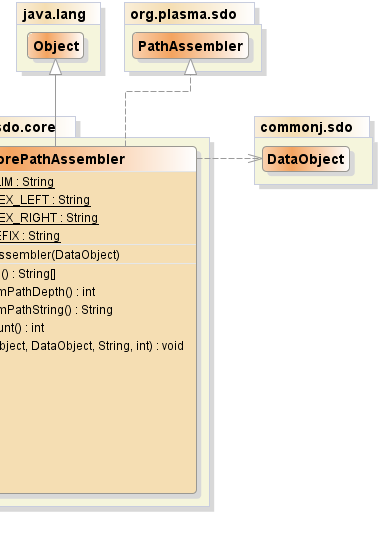 java.lang
org.plasma.sdo
Object
PathAssembler
sdo.core
commonj.sdo
orePathAssembler
DataObject
LIM : String
EX_LEFT : String
EX_RIGHT : String
EFIX : String
ssembler(DataObject)
() : String[]
mPathDepth() : int
mPathString() : String
unt() : int
bject, DataObject, String, int) : void